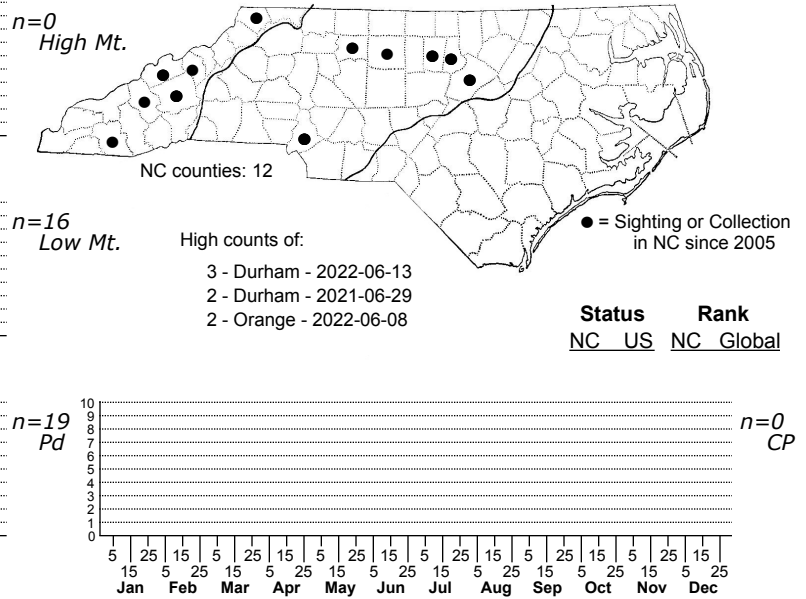 n=0
High Mt.
NC counties: 12
n=16
Low Mt.
High counts of:
3 - Durham - 2022-06-13
2 - Durham - 2021-06-29
2 - Orange - 2022-06-08
● = Sighting or Collection
in NC since 2005
Status Rank
NC US NC Global
n=19
Pd
n=0
CP
10
9
8
7
6
5
4
3
2
1
0
5 25 15 5 25 15 5 25 15 5 25 15 5 25 15 5 25 15
15 5 25 15 5 25 15 5 25 15 5 25 15 5 25 15 5 25
Jan Feb Mar Apr May Jun Jul Aug Sep Oct Nov Dec